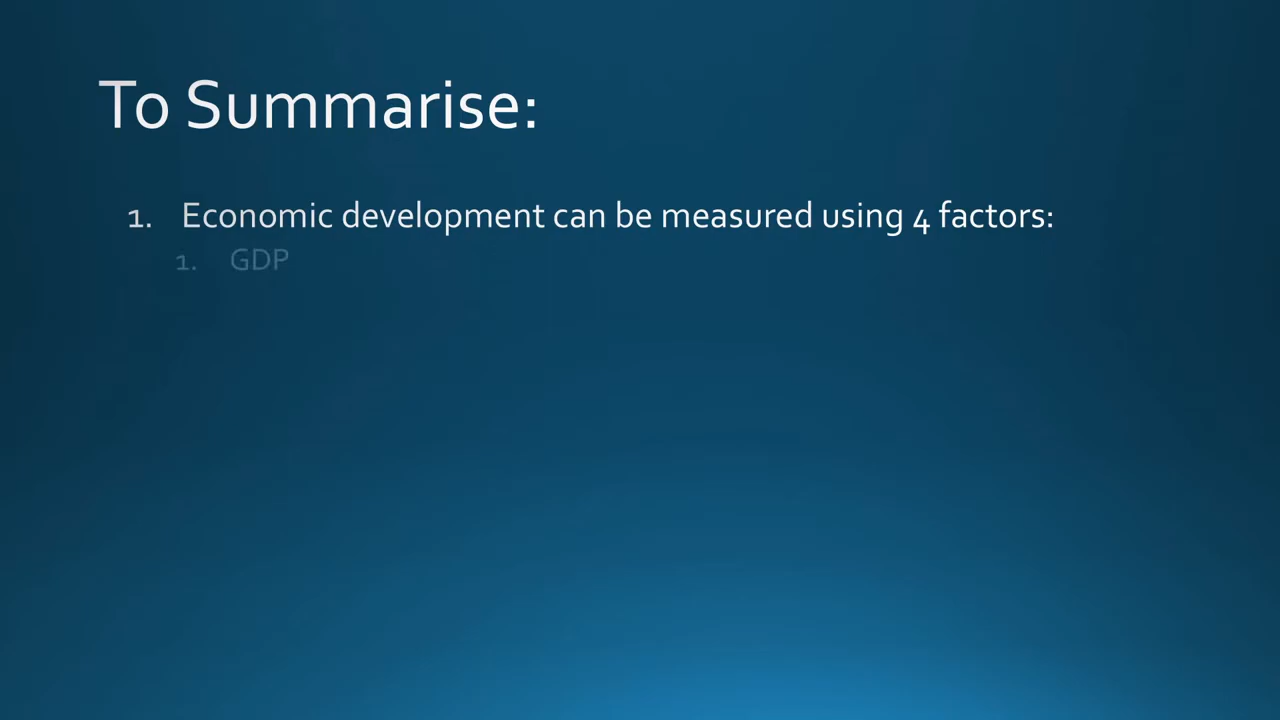 To Summarise:
1. Economic development can be measured using 4 factors:
1. GDP